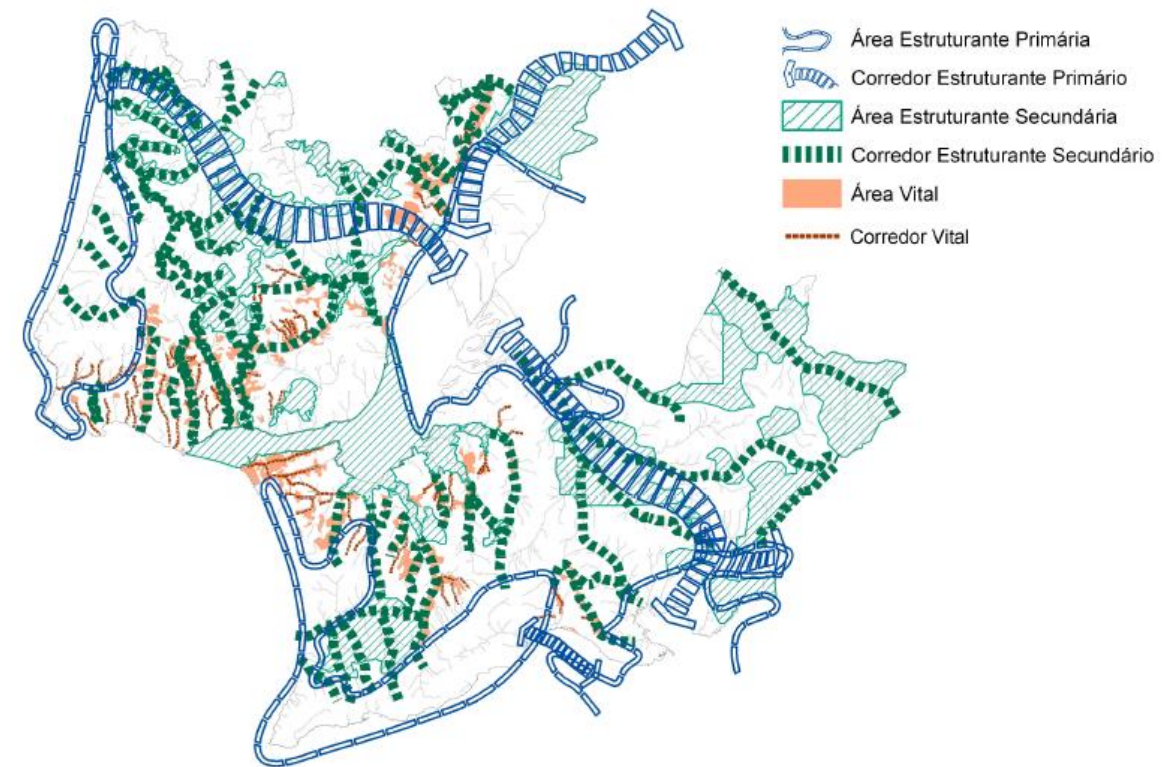 Área Estruturante Primária
Corredor Estruturante Primário
Área Estruturante Secundária
Corredor Estruturante Secundário
Área Vital
Corredor Vital